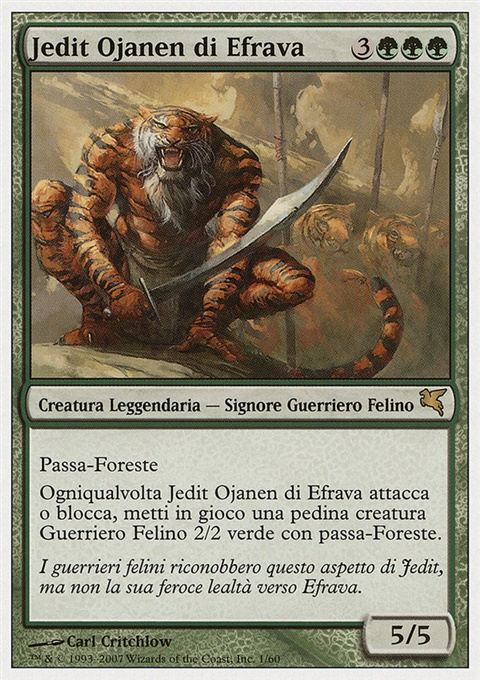 Jedit Ojanen di Efrava 3
Creatura Leggendaria — Signore Guerriero Felino
Passa-Foreste
Ogniqualvolta Jedit Ojanen di Efrava attacca
o blocca, metti in gioco una pedina creatura
Guerriero Felino 2/2 verde con passa-Foreste.
I guerrieri felini riconobbero questo aspetto di Jedit,
ma non la sua feroce lealtà verso Efrava.
5/5
Carl Critchlow
™ & © 1993–2007 Wizards of the Coast, Inc. 1/60